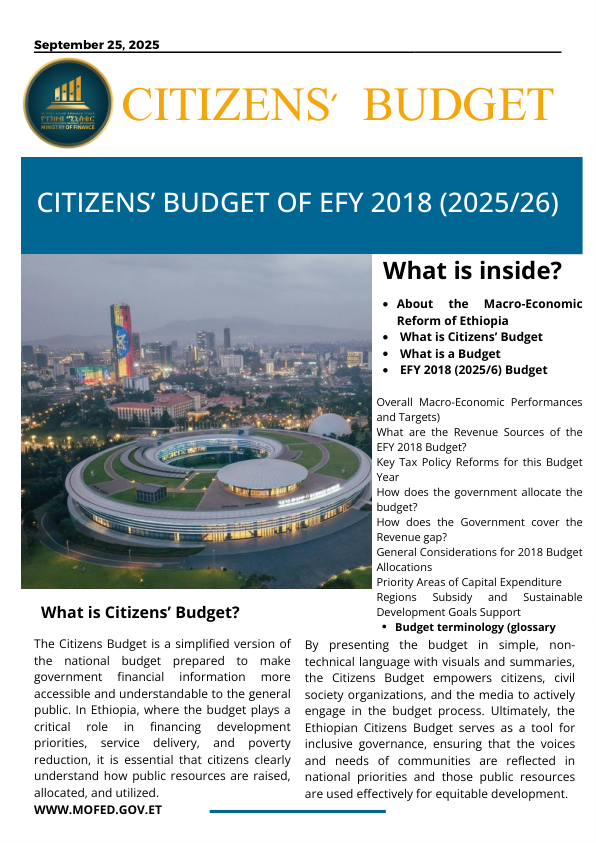 September 25, 2025
MINISTRY OF FINANCE
CITIZENS’ BUDGET
CITIZENS’ BUDGET OF EFY 2018 (2025/26)
What is inside?
• About the Macro-Economic
Reform of Ethiopia
• What is Citizens’ Budget
• What is a Budget
• EFY 2018 (2025/6) Budget
Overall Macro-Economic Performances
and Targets)
What are the Revenue Sources of the
EFY 2018 Budget?
Key Tax Policy Reforms for this Budget
Year
How does the government allocate the
budget?
How does the Government cover the
Revenue gap?
General Considerations for 2018 Budget
Allocations
Priority Areas of Capital Expenditure
Regions Subsidy and Sustainable
Development Goals Support
• Budget terminology (glossary
What is Citizens’ Budget?
The Citizens Budget is a simplified version of
the national budget prepared to make
government financial information more
accessible and understandable to the general
public. In Ethiopia, where the budget plays a
critical role in financing development
priorities, service delivery, and poverty
reduction, it is essential that citizens clearly
understand how public resources are raised,
allocated, and utilized.
By presenting the budget in simple, non-
technical language with visuals and summaries,
the Citizens Budget empowers citizens, civil
society organizations, and the media to actively
engage in the budget process. Ultimately, the
Ethiopian Citizens Budget serves as a tool for
inclusive governance, ensuring that the voices
and needs of communities are reflected in
national priorities and those public resources
are used effectively for equitable development.
WWW.MOFED.GOV.ET